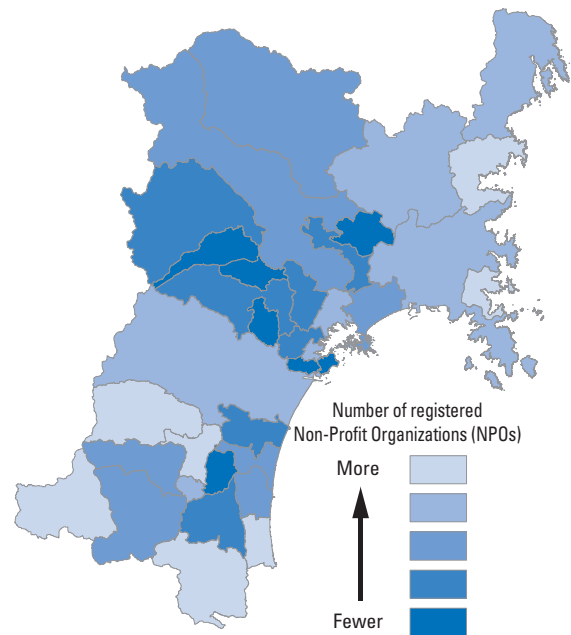 Number of registered
Non-Profit Organizations (NPOs)
More
Fewer